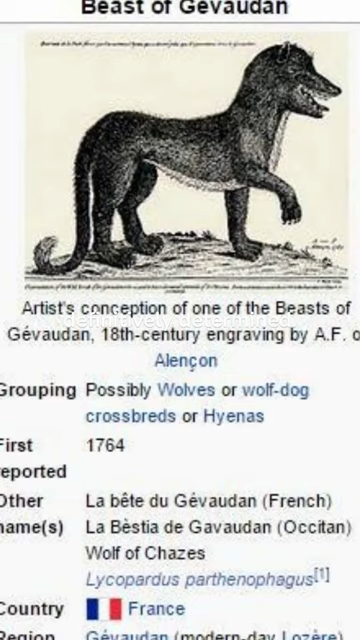 Beast of Gévaudan
Artist's conception of one of the Beasts of
Gévaudan, 18th-century engraving by A.F. o
Alençon
Grouping Possibly Wolves or wolf-dog
crossbreds or Hyenas
First 1764
reported
Other La bête du Gévaudan (French)
name(s) La Bèstia de Gavaudan (Occitan)
Wolf of Chazes
Lycopardus parthenophagus[1]
Country France
Region Gévaudan (modern-day Lozère)